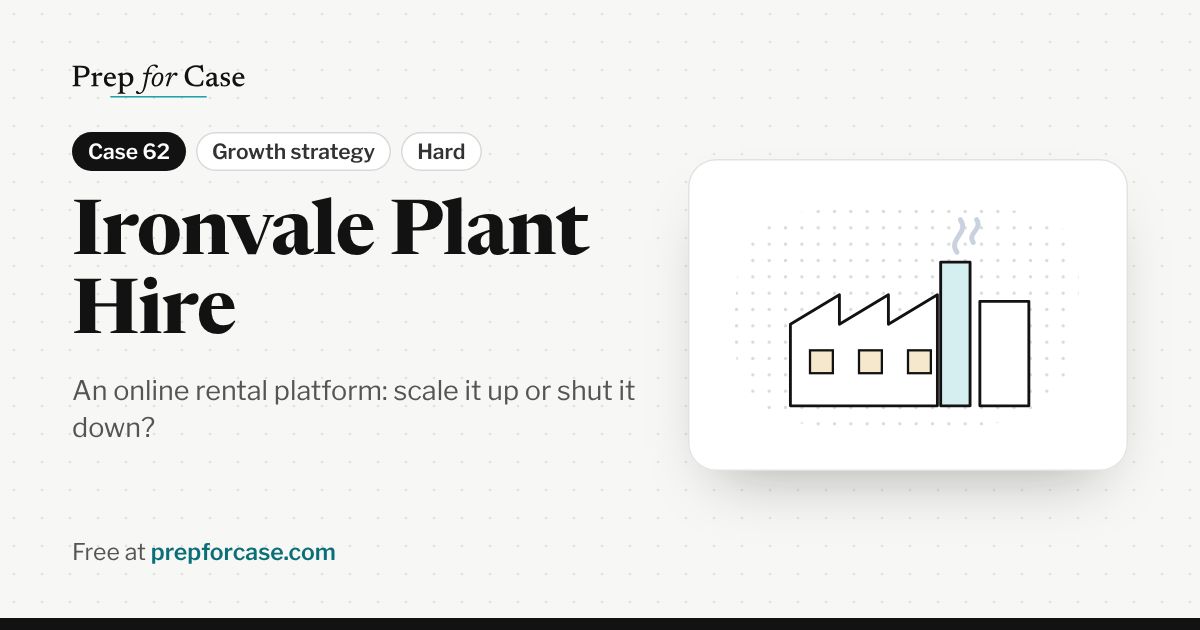 Prep for Case
Case 62
Growth strategy
Hard
Ironvale Plant
Hire
An online rental platform: scale it up or shut it
down?
Free at prepforcase.com